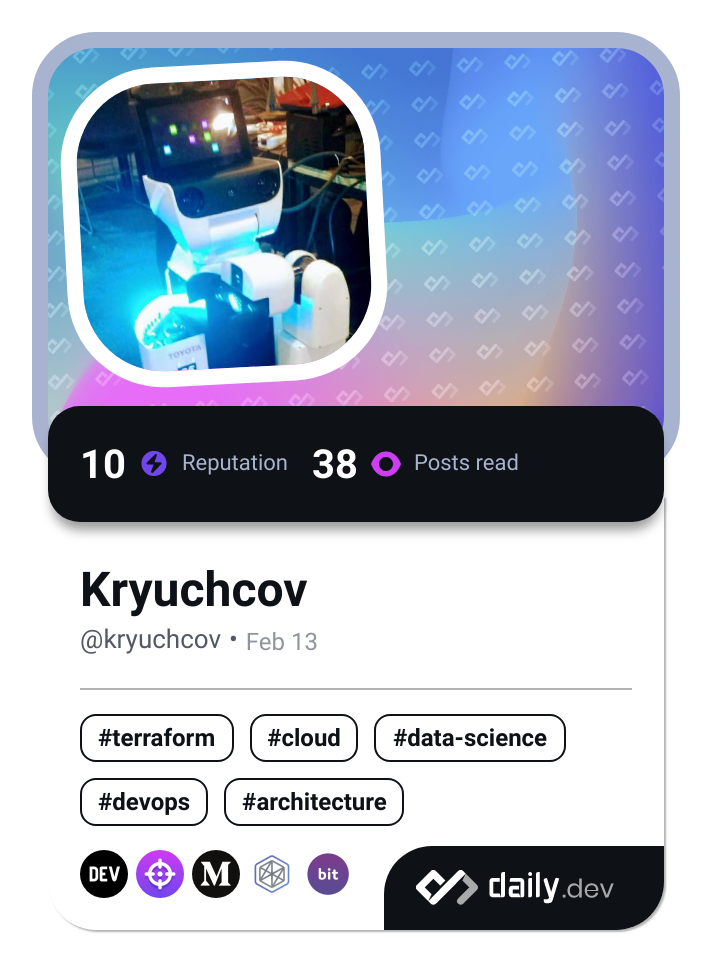 TOYOTA
10 Reputation 38 Posts read
Kryuchcov
@kryuchcov • Feb 13
#terraform #cloud #data-science
#devops #architecture
DEV M bit
daily.dev